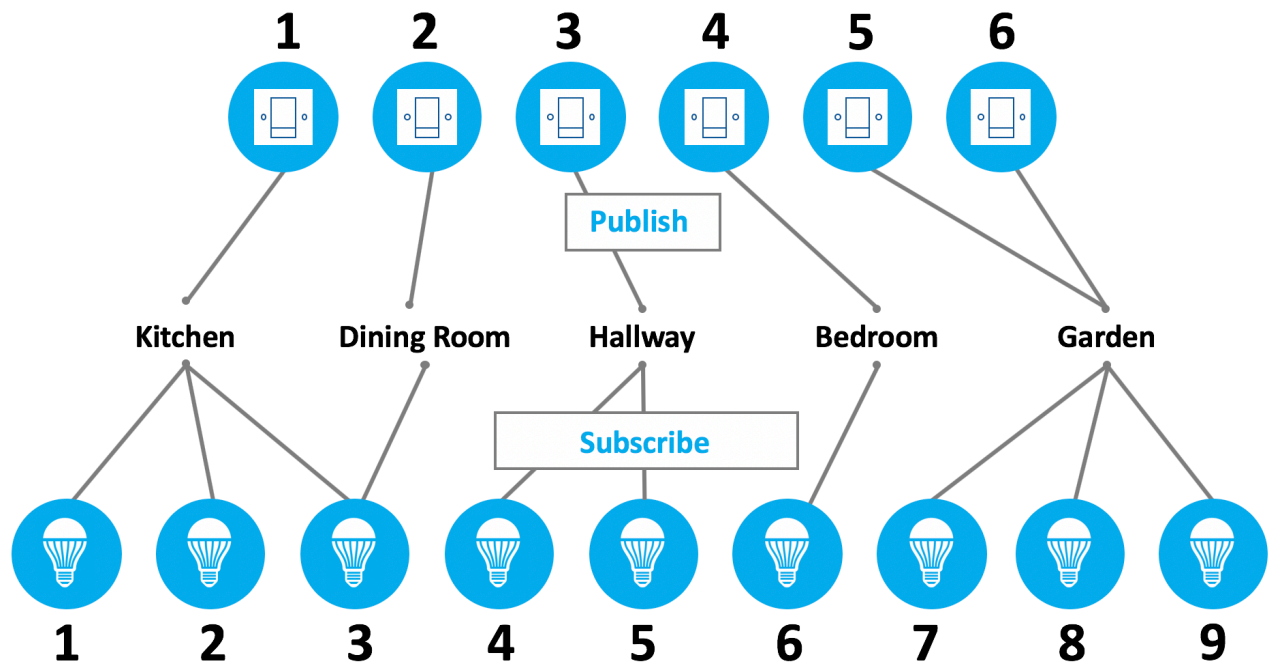 1 2 3 4 5 6
Publish
Kitchen Dining Room Hallway Bedroom Garden
Subscribe
1 2 3 4 5 6 7 8 9